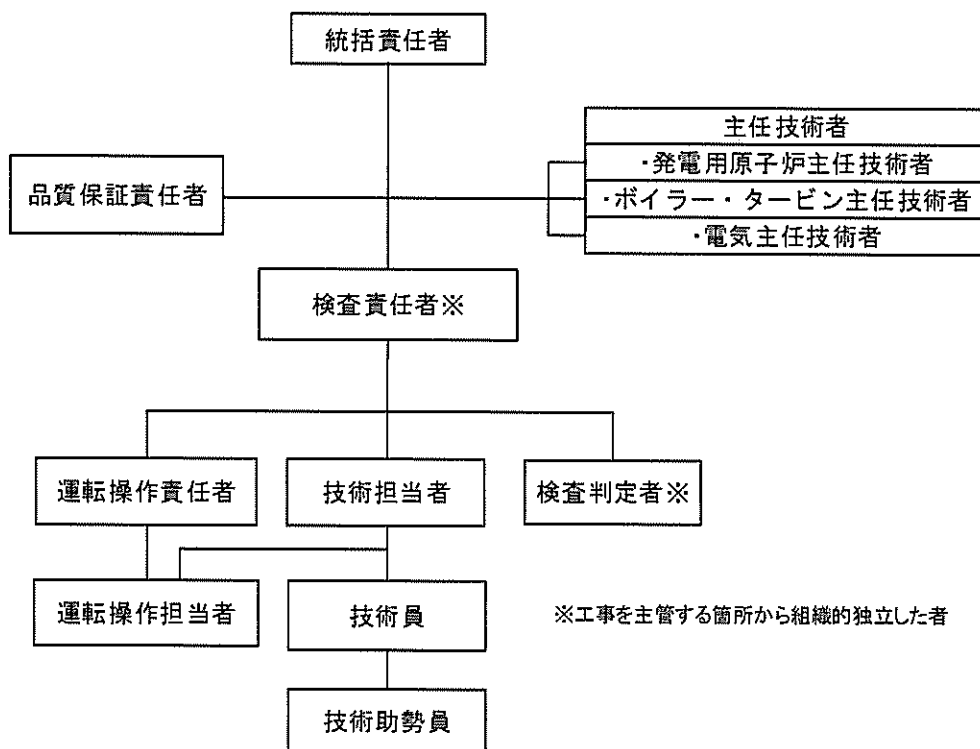 統括責任者
主任技術者
・発電用原子炉主任技術者
品質保証責任者
・ボイラー・タービン主任技術者
・電気主任技術者
検査責任者※
運転操作責任者
技術担当者
検査判定者※
運転操作担当者
技術員
※工事を主管する箇所から組織的独立した者
技術助勢員